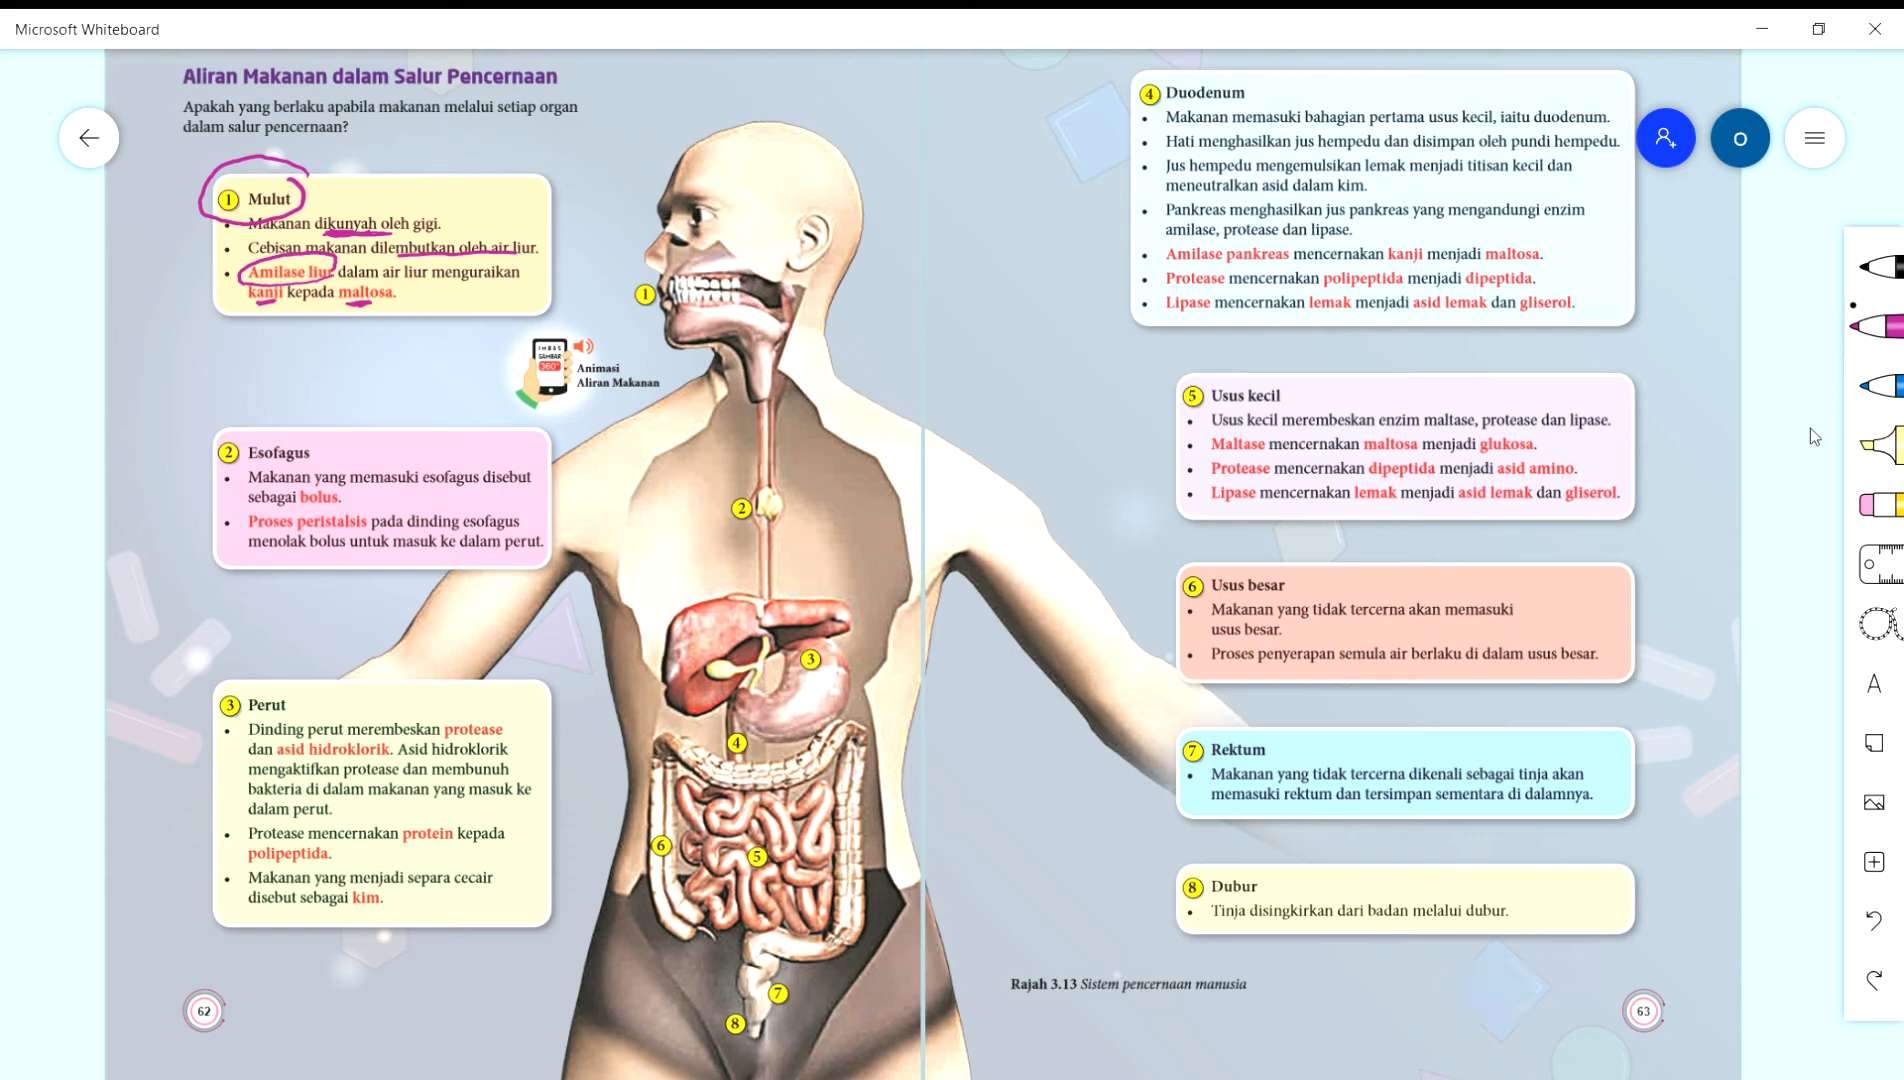 Microsoft Whiteboard
Aliran Makanan dalam Salur Pencernaan
Apakah yang berlaku apabila makanan melalui setiap organ
dalam salur pencernaan?
1 Mulut
• Makanan dikunyah oleh gigi.
• Cebisan makanan dilembutkan oleh air liur.
• Amilase liur dalam air liur menguraikan
kanji kepada maltosa.
IMBAS
GAMBAR
360°
Animasi
Aliran Makanan
2 Esofagus
• Makanan yang memasuki esofagus disebut
sebagai bolus.
• Proses peristalsis pada dinding esofagus
menolak bolus untuk masuk ke dalam perut.
3 Perut
• Dinding perut merembeskan protease
dan asid hidroklorik. Asid hidroklorik
mengaktifkan protease dan membunuh
bakteria di dalam makanan yang masuk ke
dalam perut.
• Protease mencernakan protein kepada
polipeptida.
• Makanan yang menjadi separa cecair
disebut sebagai kim.
62
1
2
3
4
6
5
7
8
4 Duodenum
• Makanan memasuki bahagian pertama usus kecil, iaitu duodenum.
• Hati menghasilkan jus hempedu dan disimpan oleh pundi hempedu.
• Jus hempedu mengemulsikan lemak menjadi titisan kecil dan
meneutralkan asid dalam kim.
• Pankreas menghasilkan jus pankreas yang mengandungi enzim
amilase, protease dan lipase.
• Amilase pankreas mencernakan kanji menjadi maltosa.
• Protease mencernakan polipeptida menjadi dipeptida.
• Lipase mencernakan lemak menjadi asid lemak dan gliserol.
5 Usus kecil
• Usus kecil merembeskan enzim maltase, protease dan lipase.
• Maltase mencernakan maltosa menjadi glukosa.
• Protease mencernakan dipeptida menjadi asid amino.
• Lipase mencernakan lemak menjadi asid lemak dan gliserol.
6 Usus besar
• Makanan yang tidak tercerna akan memasuki
usus besar.
• Proses penyerapan semula air berlaku di dalam usus besar.
7 Rektum
• Makanan yang tidak tercerna dikenali sebagai tinja akan
memasuki rektum dan tersimpan sementara di dalamnya.
8 Dubur
• Tinja disingkirkan dari badan melalui dubur.
Rajah 3.13 Sistem pencernaan manusia
63
O
A